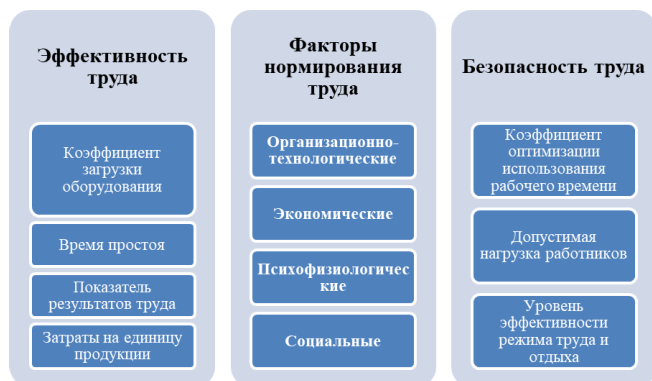 Эффективность
труда
Коэффициент
загрузки
оборудования
Время простоя
Показатель
результатов труда
Затраты на единицу
продукции
Факторы
нормирования
труда
Организационно-
технологические
Экономические
Психофизиологичес
кие
Социальные
Безопасность труда
Коэффициент
оптимизации
использования
рабочего времени
Допустимая
нагрузка работников
Уровень
эффективности
режима труда и
отдыха